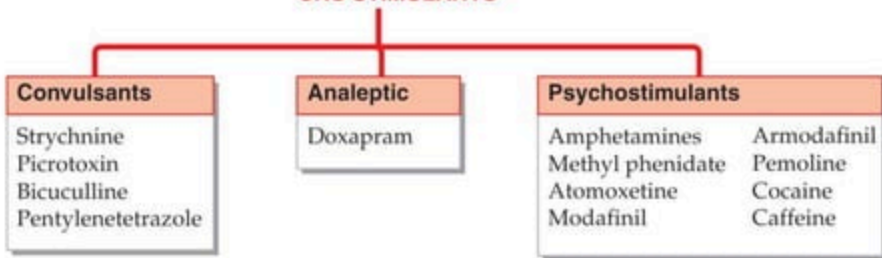 Convulsants
Strychnine
Picrotoxin
Bicuculline
Pentylenetetrazole
Analeptic
Doxapram
Psychostimulants
Amphetamines Armodafinil
Methyl phenidate Pemoline
Atomoxetine Cocaine
Modafinil Caffeine